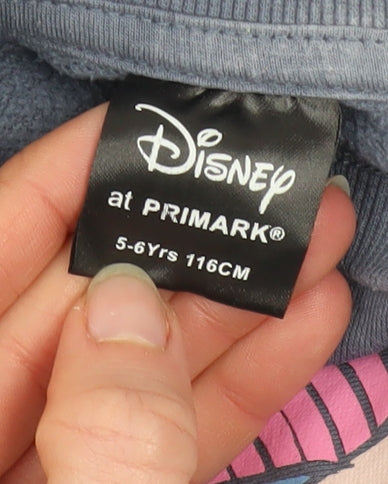 Disney
at PRIMARK®
5-6Yrs 116CM